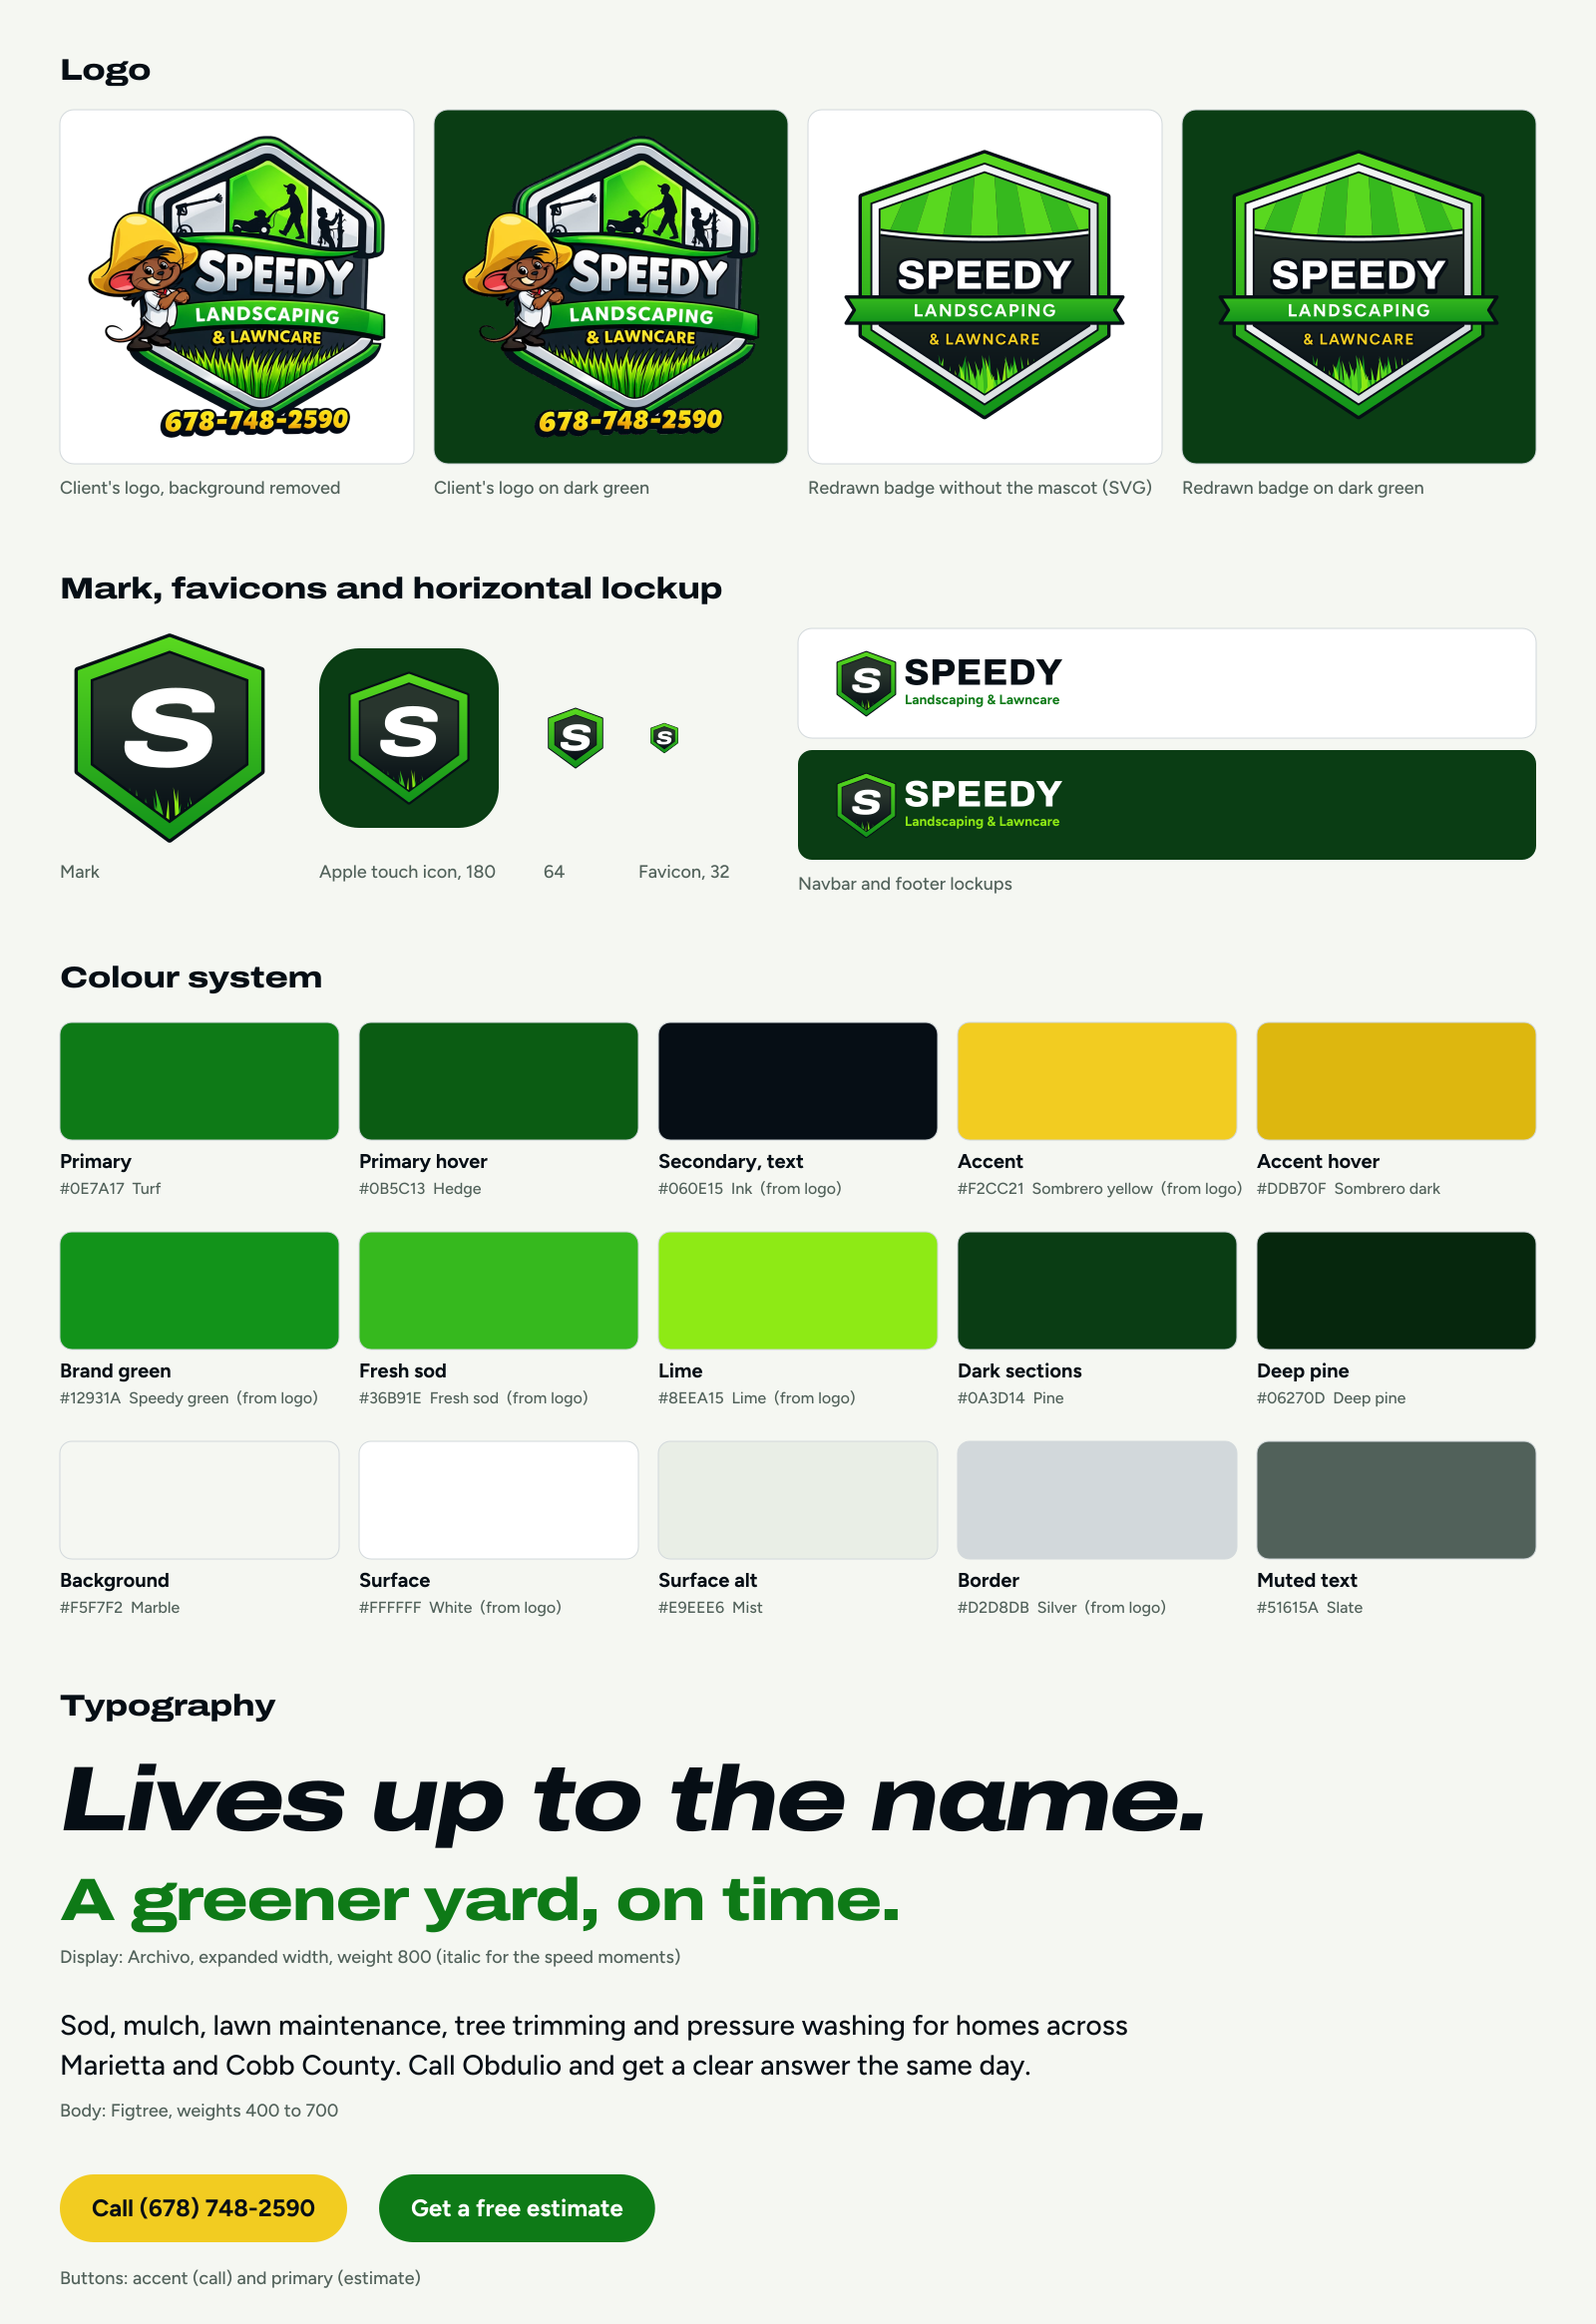 Logo
SPEEDY
LANDSCAPING
& LAWNCARE
678-748-2590
SPEEDY
LANDSCAPING
& LAWNCARE
678-748-2590
SPEEDY
LANDSCAPING
& LAWNCARE
SPEEDY
LANDSCAPING
& LAWNCARE
Client's logo, background removed
Client's logo on dark green
Redrawn badge without the mascot (SVG)
Redrawn badge on dark green
Mark, favicons and horizontal lockup
S
S
S
S
S
SPEEDY
Landscaping & Lawncare
S
SPEEDY
Landscaping & Lawncare
Mark
Apple touch icon, 180
64
Favicon, 32
Navbar and footer lockups
Colour system
Primary
#0E7A17 Turf
Primary hover
#0B5C13 Hedge
Secondary, text
#060E15 Ink (from logo)
Accent
#F2CC21 Sombrero yellow (from logo)
Accent hover
#DDB70F Sombrero dark
Brand green
#12931A Speedy green (from logo)
Fresh sod
#36B91E Fresh sod (from logo)
Lime
#8EEA15 Lime (from logo)
Dark sections
#0A3D14 Pine
Deep pine
#06270D Deep pine
Background
#F5F7F2 Marble
Surface
#FFFFFF White (from logo)
Surface alt
#E9EEE6 Mist
Border
#D2D8DB Silver (from logo)
Muted text
#51615A Slate
Typography
Lives up to the name.
A greener yard, on time.
Display: Archivo, expanded width, weight 800 (italic for the speed moments)
Sod, mulch, lawn maintenance, tree trimming and pressure washing for homes across
Marietta and Cobb County. Call Obdulio and get a clear answer the same day.
Body: Figtree, weights 400 to 700
Call (678) 748-2590
Get a free estimate
Buttons: accent (call) and primary (estimate)